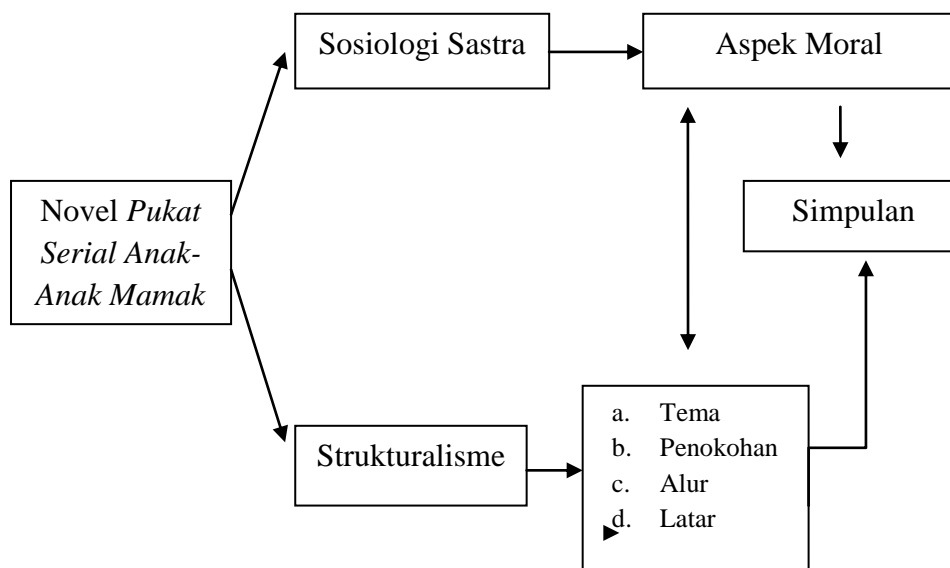 Sosiologi Sastra
Aspek Moral
Novel Pukat
Serial Anak-
Anak Mamak
Simpulan
Strukturalisme
a. Tema
b. Penokohan
c. Alur
d. Latar